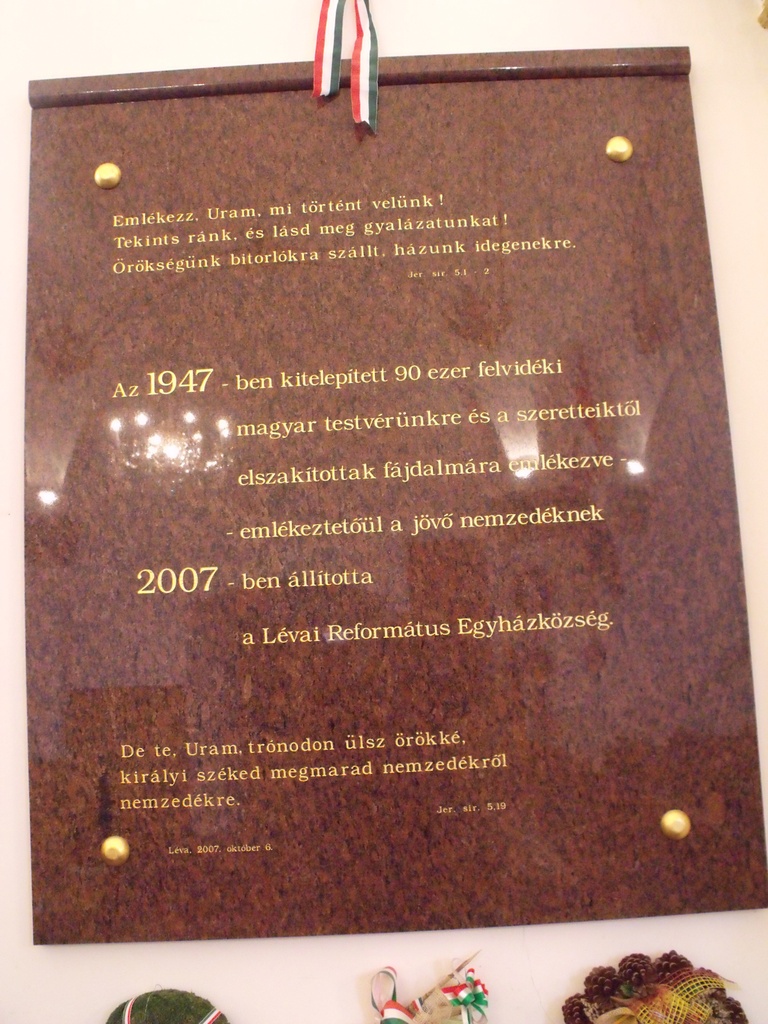 Emlékezz, Uram, mi történt velünk !
Tekints ránk, és lásd meg gyalázatunkat !
Örökségünk bitorlókra szállt, házunk idegenekre.
Jer. sir. 5,1 - 2
Az 1947 - ben kitelepített 90 ezer felvidéki
magyar testvérünkre és a szeretteiktől
elszakítottak fájdalmára emlékezve -
- emlékeztetőül a jövő nemzedéknek
2007 - ben állította
a Lévai Református Egyházközség.
De te, Uram, trónodon ülsz örökké,
királyi széked megmarad nemzedékről
nemzedékre.
Jer. sir. 5,19
Léva, 2007. október 6.